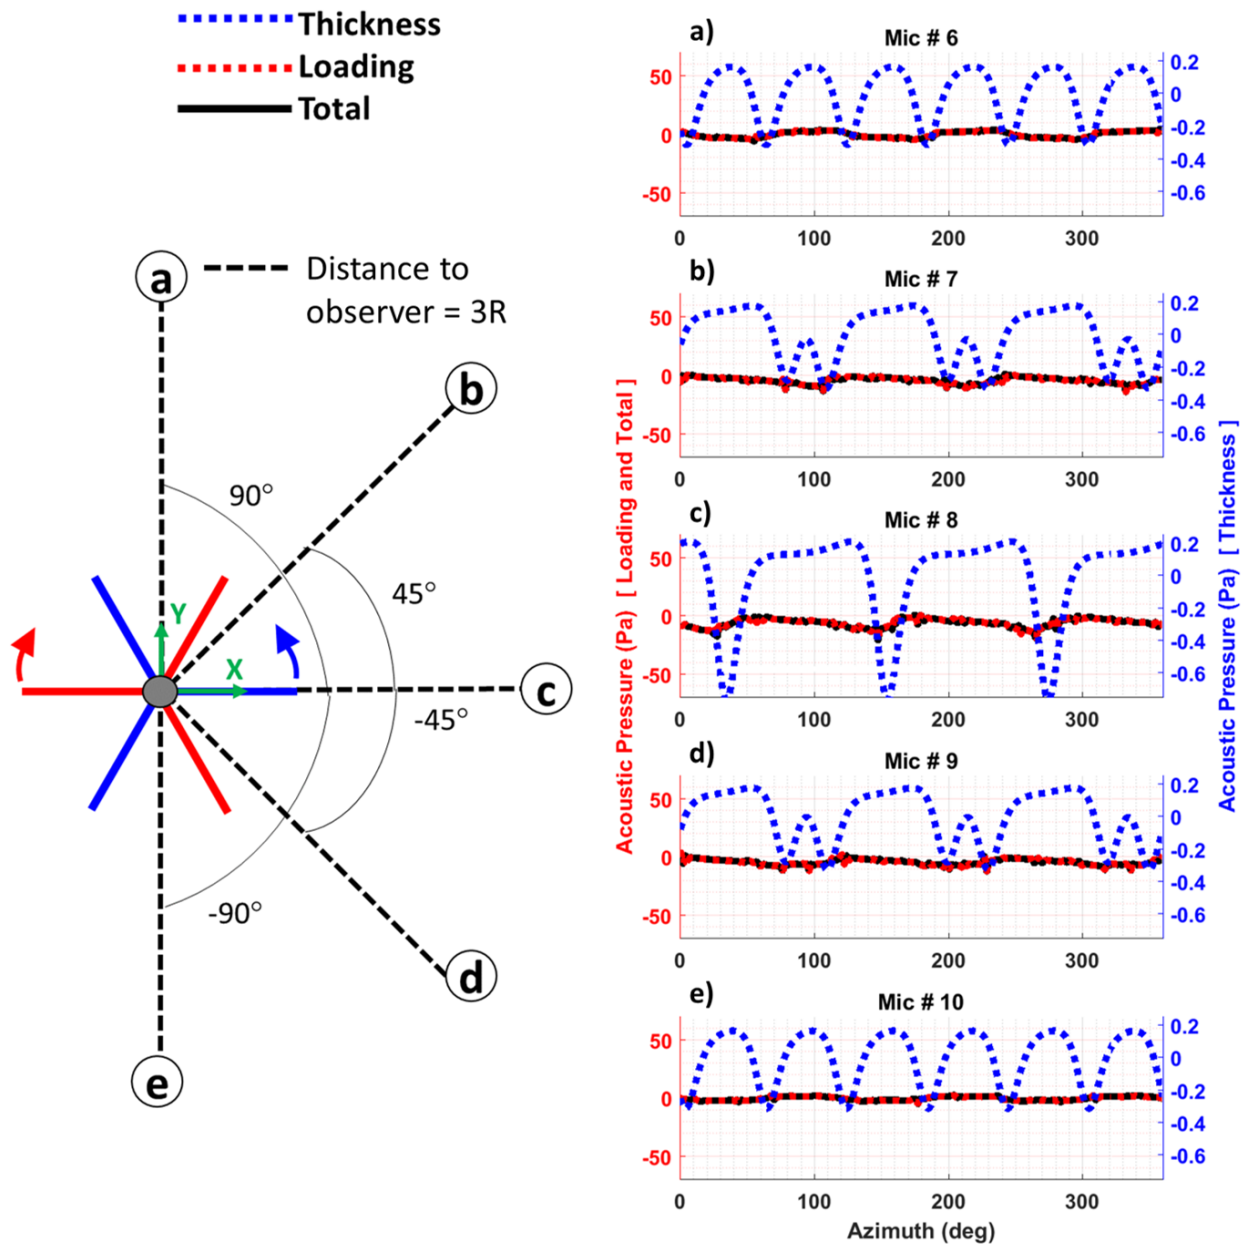 Thickness
Loading
Total
a
Distance to
observer = 3R
b
90°
45°
Y
X
c
-45°
-90°
d
e
Acoustic Pressure (Pa) [ Loading and Total ]
Acoustic Pressure (Pa) [ Thickness ]
a)
Mic # 6
50
0
-50
0.2
0
-0.2
-0.4
-0.6
0 100 200 300
b)
Mic # 7
50
0
-50
0.2
0
-0.2
-0.4
-0.6
0 100 200 300
c)
Mic # 8
50
0
-50
0.2
0
-0.2
-0.4
-0.6
0 100 200 300
d)
Mic # 9
50
0
-50
0.2
0
-0.2
-0.4
-0.6
0 100 200 300
e)
Mic # 10
50
0
-50
0.2
0
-0.2
-0.4
-0.6
0 100 200 300
Azimuth (deg)